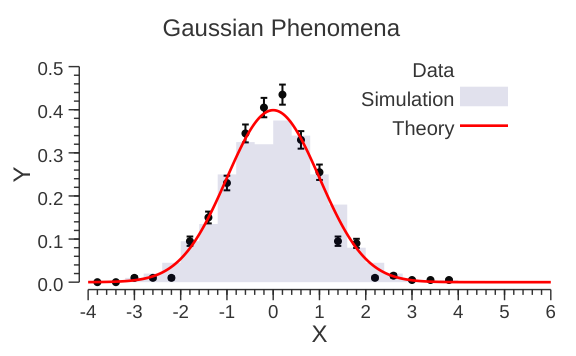 Gaussian Phenomena
Data
Simulation
Theory
Y
0.5
0.4
0.3
0.2
0.1
0.0
-4 -3 -2 -1 0 1 2 3 4 5 6
X